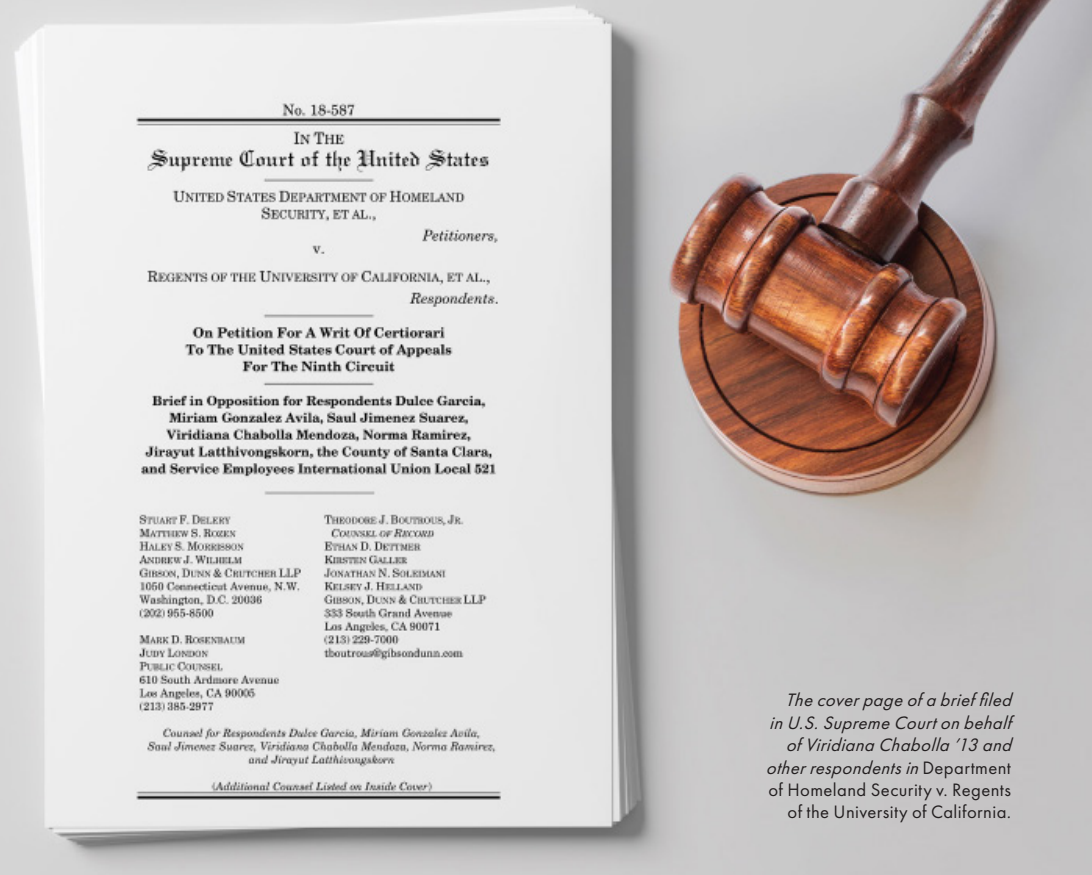 No. 18-587
IN THE
Supreme Court of the United States
UNITED STATES DEPARTMENT OF HOMELAND
SECURITY, ET AL.,
Petitioners,
v.
REGENTS OF THE UNIVERSITY OF CALIFORNIA, ET AL.,
Respondents.
On Petition For A Writ Of Certiorari
To The United States Court of Appeals
For The Ninth Circuit
Brief in Opposition for Respondents Dulce Garcia,
Miriam Gonzalez Avila, Saul Jimenez Suarez,
Viridiana Chabolla Mendoza, Norma Ramirez,
Jirayut Latthivongskorn, the County of Santa Clara,
and Service Employees International Union Local 521
STUART F. DELERY
MATTHEW S. ROZEN
HALEY S. MORRISSON
ANDREW J. WILHELM
GIBSON, DUNN & CRUTCHER LLP
1050 Connecticut Avenue, N.W.
Washington, D.C. 20036
(202) 955-8500
MARK D. ROSENBAUM
JUDY LONDON
PUBLIC COUNSEL
610 South Ardmore Avenue
Los Angeles, CA 90005
(213) 385-2977
THEODORE J. BOUTROUS, JR.
COUNSEL OF RECORD
ETHAN D. DETTMER
KIRSTEN GALLER
JONATHAN N. SOLEIMANI
KELSEY J. HELLAND
GIBSON, DUNN & CRUTCHER LLP
333 South Grand Avenue
Los Angeles, CA 90071
(213) 229-7000
tboutrous@gibsondunn.com
Counsel for Respondents Dulce Garcia, Miriam Gonzalez Avila,
Saul Jimenez Suarez, Viridiana Chabolla Mendoza, Norma Ramirez,
and Jirayut Latthivongskorn
(Additional Counsel Listed on Inside Cover)
The cover page of a brief filed
in U.S. Supreme Court on behalf
of Viridiana Chabolla '13 and
other respondents in Department
of Homeland Security v. Regents
of the University of California.